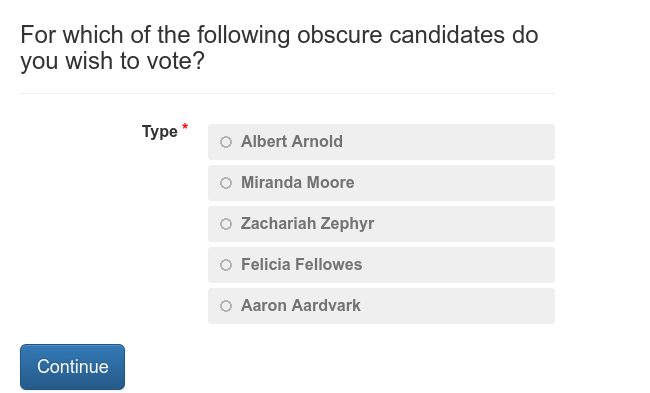 For which of the following obscure candidates do
you wish to vote?
Type *
Albert Arnold
Miranda Moore
Zachariah Zephyr
Felicia Fellowes
Aaron Aardvark
Continue